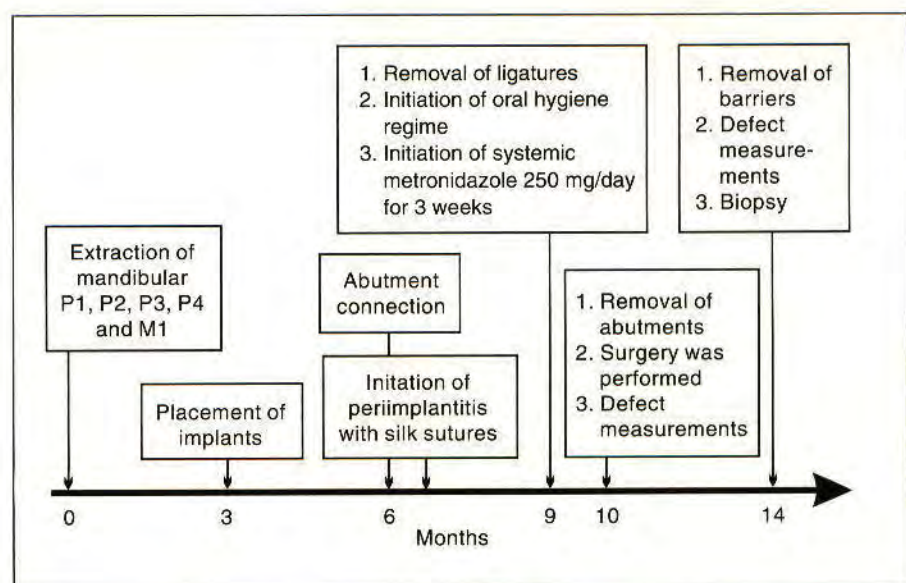 1. Removal of ligatures
2. Initiation of oral hygiene
regime
3. Initiation of systemic
metronidazole 250 mg/day
for 3 weeks
1. Removal of
barriers
2. Defect
measure-
ments
3. Biopsy
Extraction of
mandibular
P1, P2, P3, P4
and M1
Abutment
connection
1. Removal of
abutments
2. Surgery was
performed
3. Defect
measurements
Placement of
implants
Initation of
periimplantitis
with silk sutures
0 3 6 9 10 14
Months